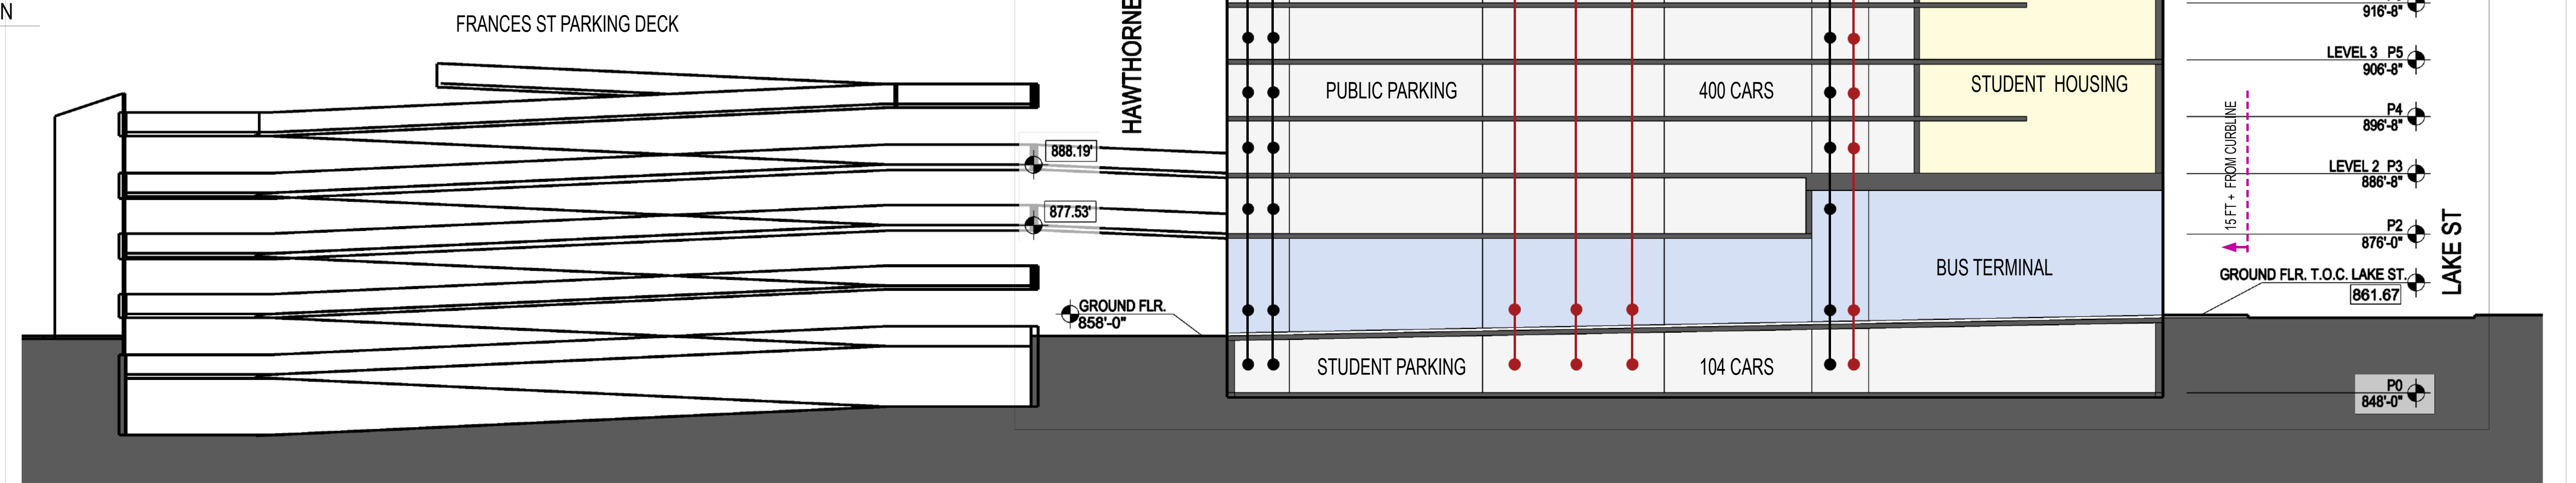 N
FRANCES ST PARKING DECK
HAWTHORNE
888.19'
877.53'
GROUND FLR.
858'-0"
PUBLIC PARKING
400 CARS
STUDENT HOUSING
BUS TERMINAL
STUDENT PARKING
104 CARS
916'-8"
LEVEL 3 P5
906'-8"
P4
896'-8"
LEVEL 2 P3
886'-8"
P2
876'-0"
15 FT + FROM CURBLINE
GROUND FLR. T.O.C. LAKE ST.
861.67
LAKE ST
P0
848'-0"